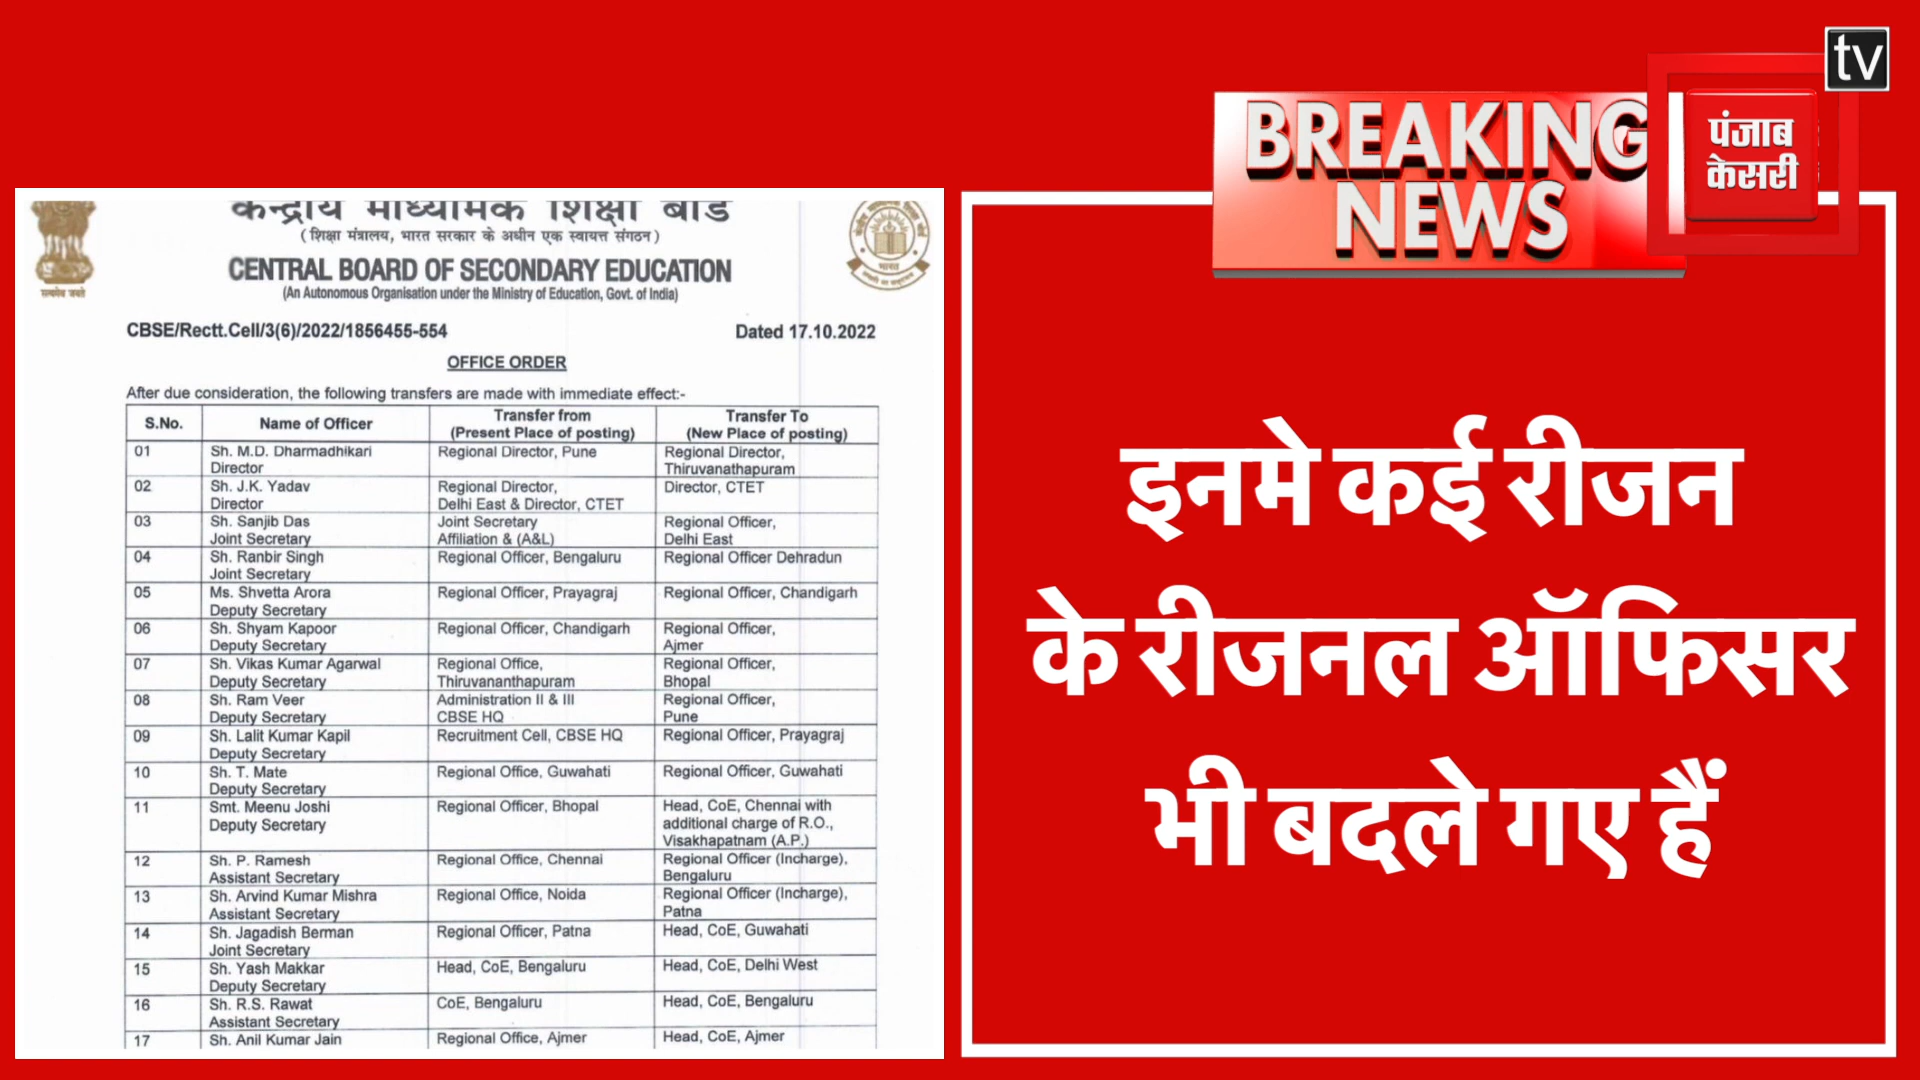 tv
BREAKING
NEWS
पंजाब
केसरी
केन्द्रीय माध्यमिक शिक्षा बोर्ड
(शिक्षा मंत्रालय, भारत सरकार के अधीन एक स्वायत्त संगठन)
CENTRAL BOARD OF SECONDARY EDUCATION
(An Autonomous Organisation under the Ministry of Education, Govt. of India)
सत्यमेव जयते
भारत
CBSE/Rectt.Cell/3(6)/2022/1856455-554 Dated 17.10.2022
OFFICE ORDER
After due consideration, the following transfers are made with immediate effect:-
S.No. Name of Officer Transfer from (Present Place of posting) Transfer To (New Place of posting)
01 Sh. M.D. Dharmadhikari Director Regional Director, Pune Regional Director, Thiruvanathapuram
02 Sh. J.K. Yadav Director Regional Director, Delhi East & Director, CTET Director, CTET
03 Sh. Sanjib Das Joint Secretary Joint Secretary Affiliation & (A&L) Regional Officer, Delhi East
04 Sh. Ranbir Singh Joint Secretary Regional Officer, Bengaluru Regional Officer Dehradun
05 Ms. Shvetta Arora Deputy Secretary Regional Officer, Prayagraj Regional Officer, Chandigarh
06 Sh. Shyam Kapoor Deputy Secretary Regional Officer, Chandigarh Regional Officer, Ajmer
07 Sh. Vikas Kumar Agarwal Deputy Secretary Regional Office, Thiruvananthapuram Regional Officer, Bhopal
08 Sh. Ram Veer Deputy Secretary Administration II & III CBSE HQ Regional Officer, Pune
09 Sh. Lalit Kumar Kapil Deputy Secretary Recruitment Cell, CBSE HQ Regional Officer, Prayagraj
10 Sh. T. Mate Deputy Secretary Regional Office, Guwahati Regional Officer, Guwahati
11 Smt. Meenu Joshi Deputy Secretary Regional Officer, Bhopal Head, CoE, Chennai with additional charge of R.O., Visakhapatnam (A.P.)
12 Sh. P. Ramesh Assistant Secretary Regional Office, Chennai Regional Officer (Incharge), Bengaluru
13 Sh. Arvind Kumar Mishra Assistant Secretary Regional Office, Noida Regional Officer (Incharge), Patna
14 Sh. Jagadish Berman Joint Secretary Regional Officer, Patna Head, CoE, Guwahati
15 Sh. Yash Makkar Deputy Secretary Head, CoE, Bengaluru Head, CoE, Delhi West
16 Sh. R.S. Rawat Assistant Secretary CoE, Bengaluru Head, CoE, Bengaluru
17 Sh. Anil Kumar Jain Regional Office, Ajmer Head, CoE, Ajmer
इनमे कई रीजन
के रीजनल ऑफिसर
भी बदले गए हैं